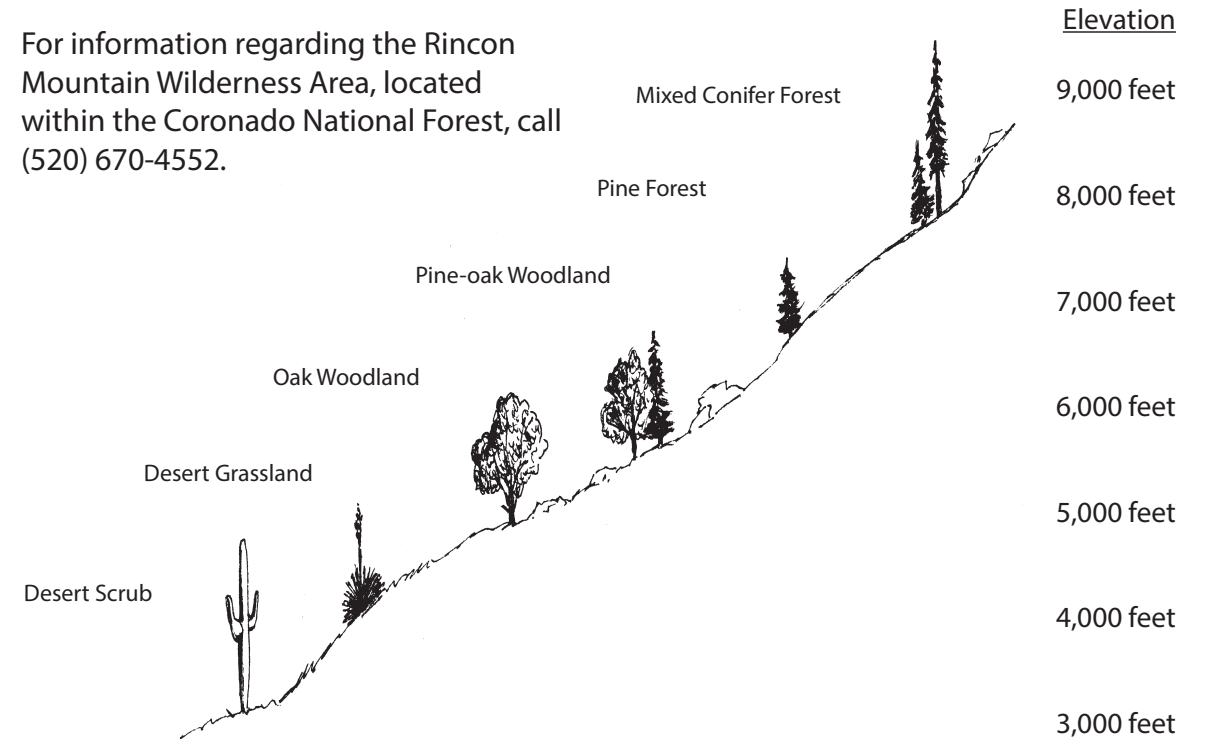 For information regarding the Rincon
Mountain Wilderness Area, located
within the Coronado National Forest, call
(520) 670-4552.
Elevation
Mixed Conifer Forest
9,000 feet
Pine Forest
8,000 feet
Pine-oak Woodland
7,000 feet
Oak Woodland
6,000 feet
Desert Grassland
5,000 feet
Desert Scrub
4,000 feet
3,000 feet